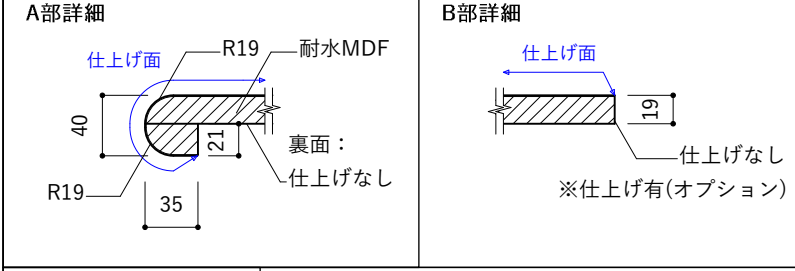 A部詳細
仕上げ面
R19
耐水MDF
40
21
裏面：
仕上げなし
R19
35
B部詳細
仕上げ面
19
仕上げなし
※仕上げ有(オプション)